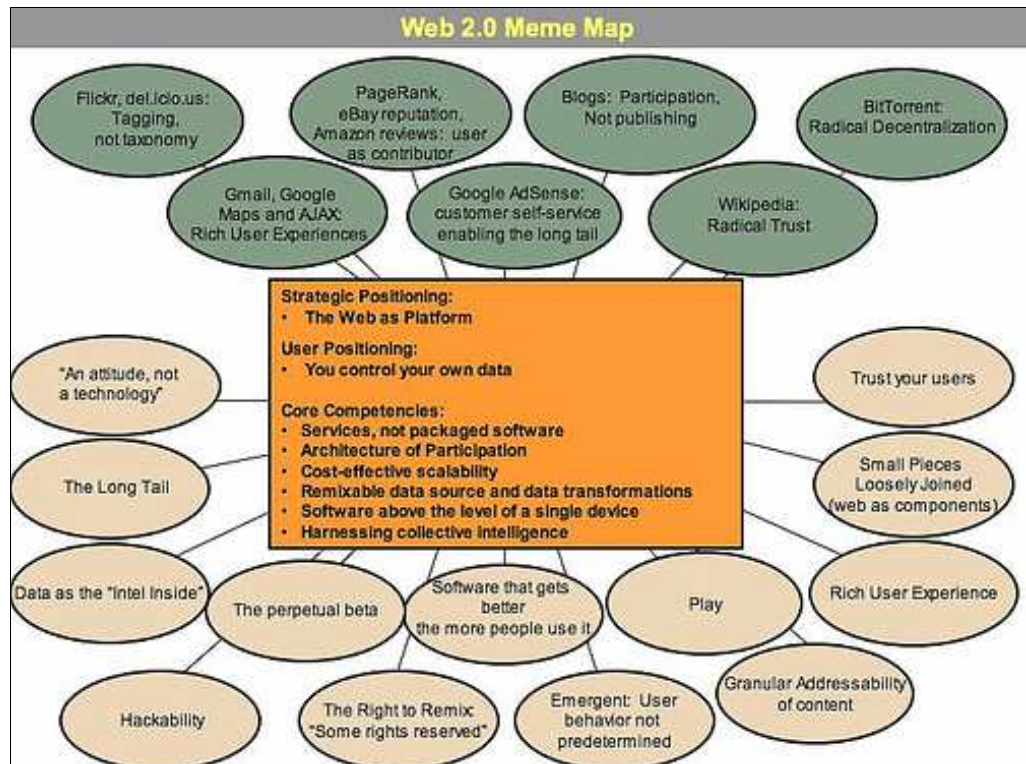 Web 2.0 Meme Map
Flickr, del.icio.us:
Tagging,
not taxonomy
PageRank,
eBay reputation,
Amazon reviews: user
as contributor
Blogs: Participation,
Not publishing
BitTorrent:
Radical Decentralization
Gmail, Google
Maps and AJAX:
Rich User Experiences
Google AdSense:
customer self-service
enabling the long tail
Wikipedia:
Radical Trust
Strategic Positioning:
• The Web as Platform
User Positioning:
• You control your own data
Core Competencies:
• Services, not packaged software
• Architecture of Participation
• Cost-effective scalability
• Remixable data source and data transformations
• Software above the level of a single device
• Harnessing collective intelligence
"An attitude, not
a technology"
Trust your users
The Long Tail
Small Pieces
Loosely Joined
(web as components)
Data as the "Intel Inside"
The perpetual beta
Software that gets
better
the more people use it
Play
Rich User Experience
Hackability
The Right to Remix:
"Some rights reserved"
Emergent: User
behavior not
predetermined
Granular Addressability
of content